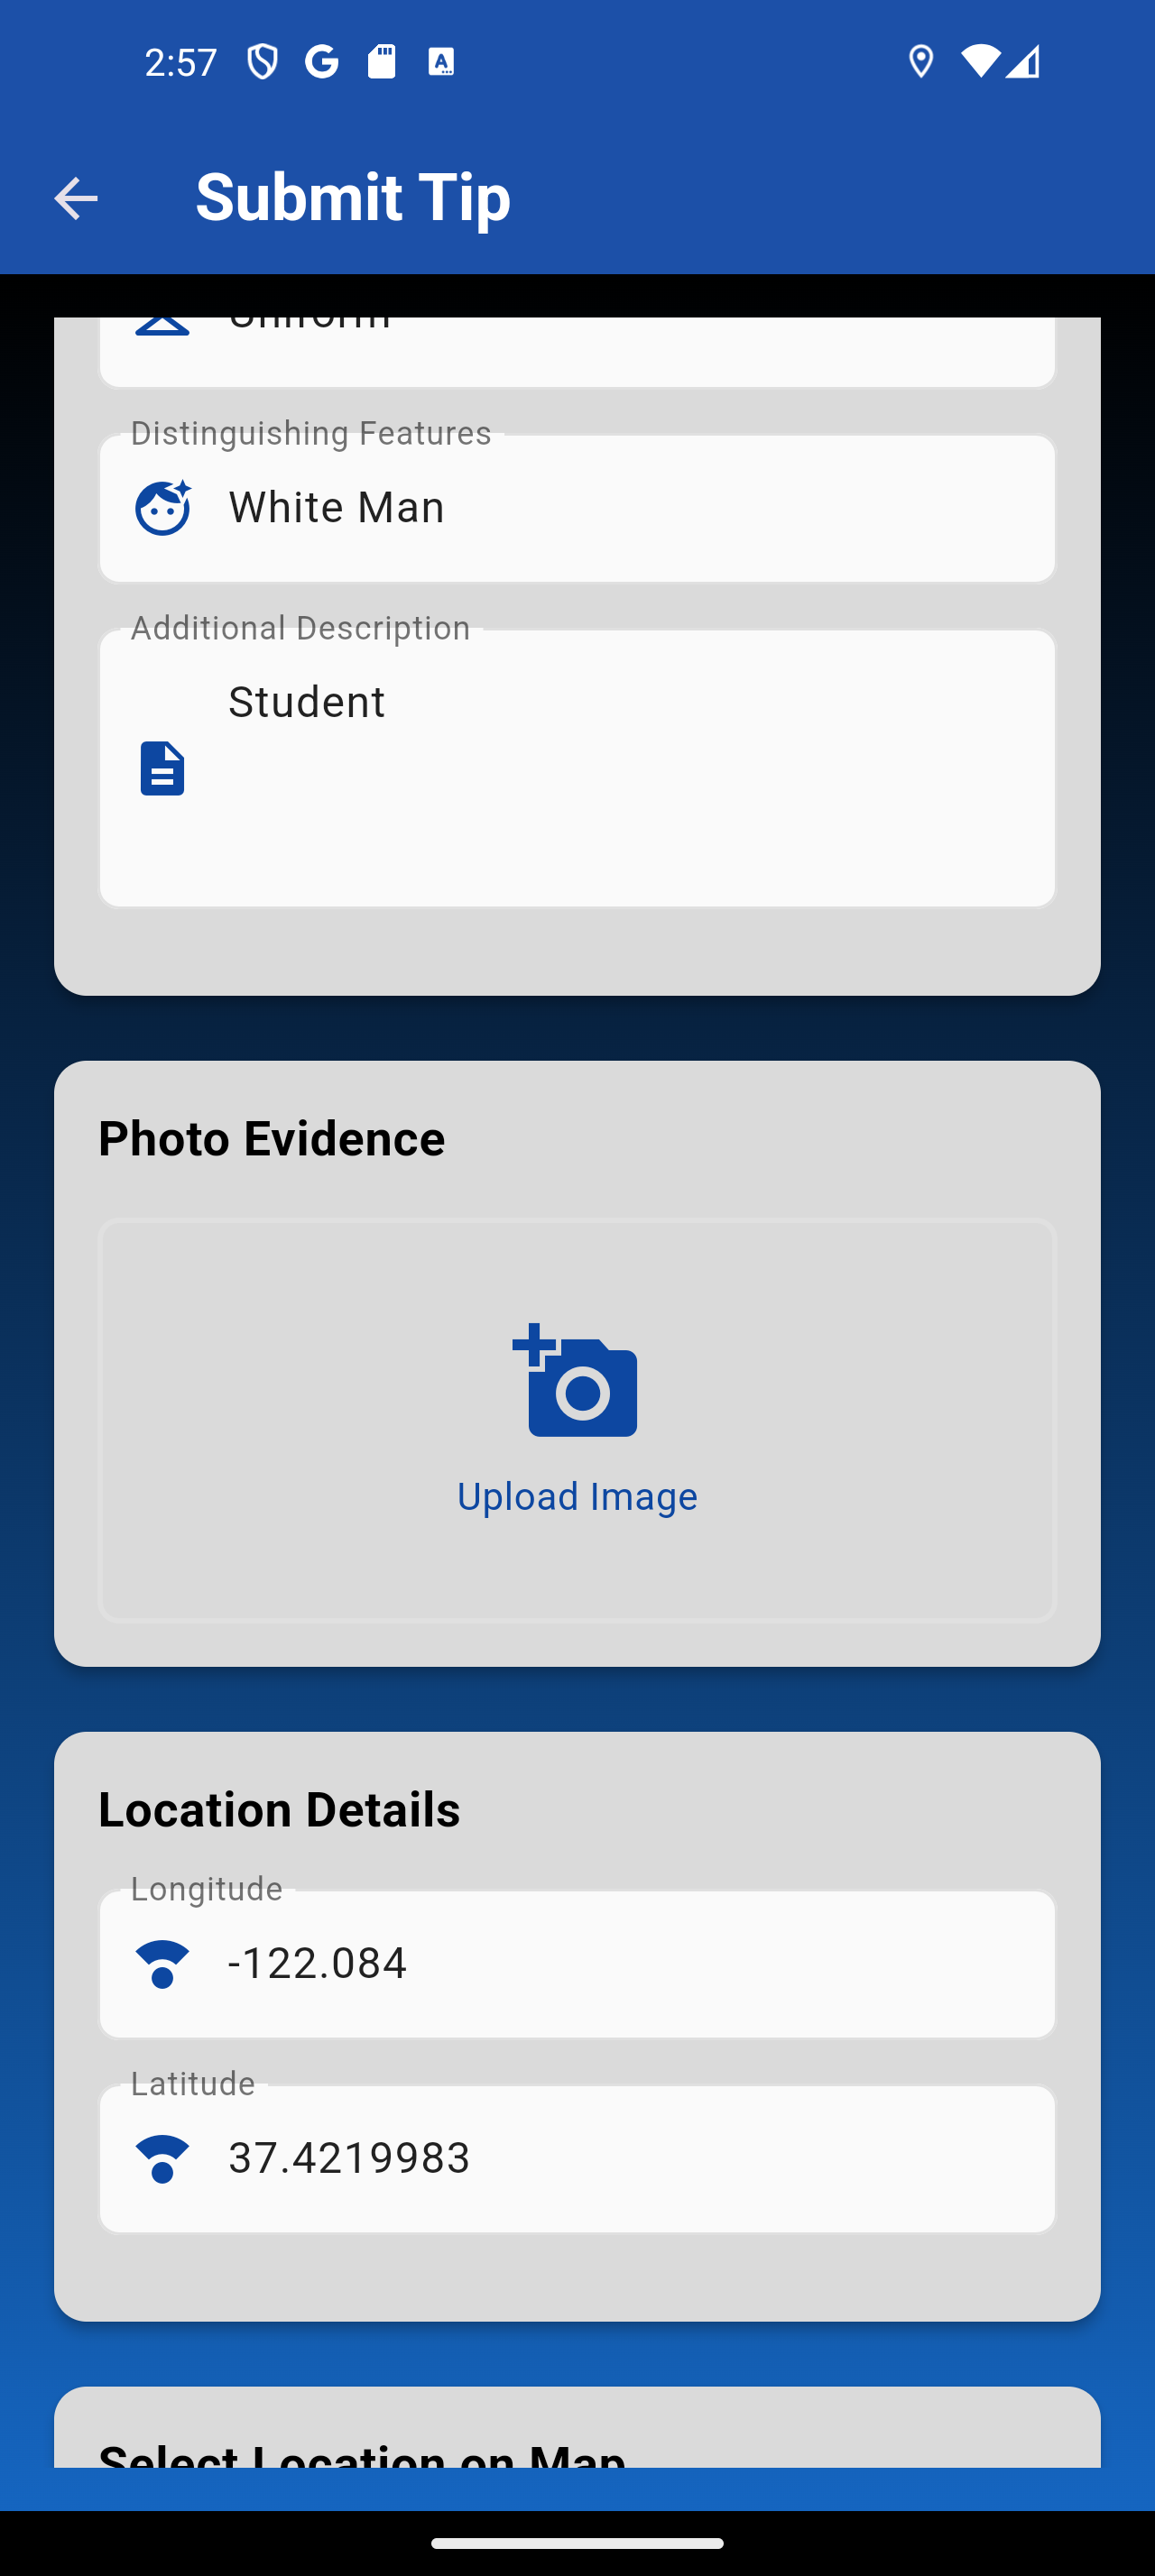 2:57
Submit Tip
Uniform
Distinguishing Features
White Man
Additional Description
Student
Photo Evidence
Upload Image
Location Details
Longitude
-122.084
Latitude
37.4219983
Select Location on Map